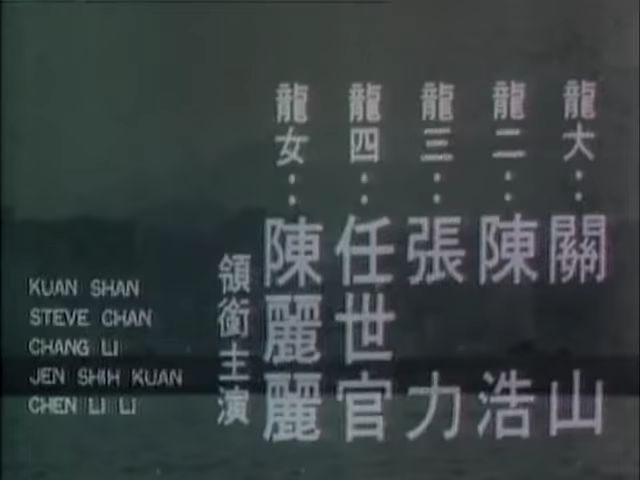 龍大：關山
龍二：陳浩
龍三：張力
龍四：任世官
龍女：陳麗麗
領銜主演
KUAN SHAN
STEVE CHAN
CHANG LI
JEN SHIH KUAN
CHEN LI LI